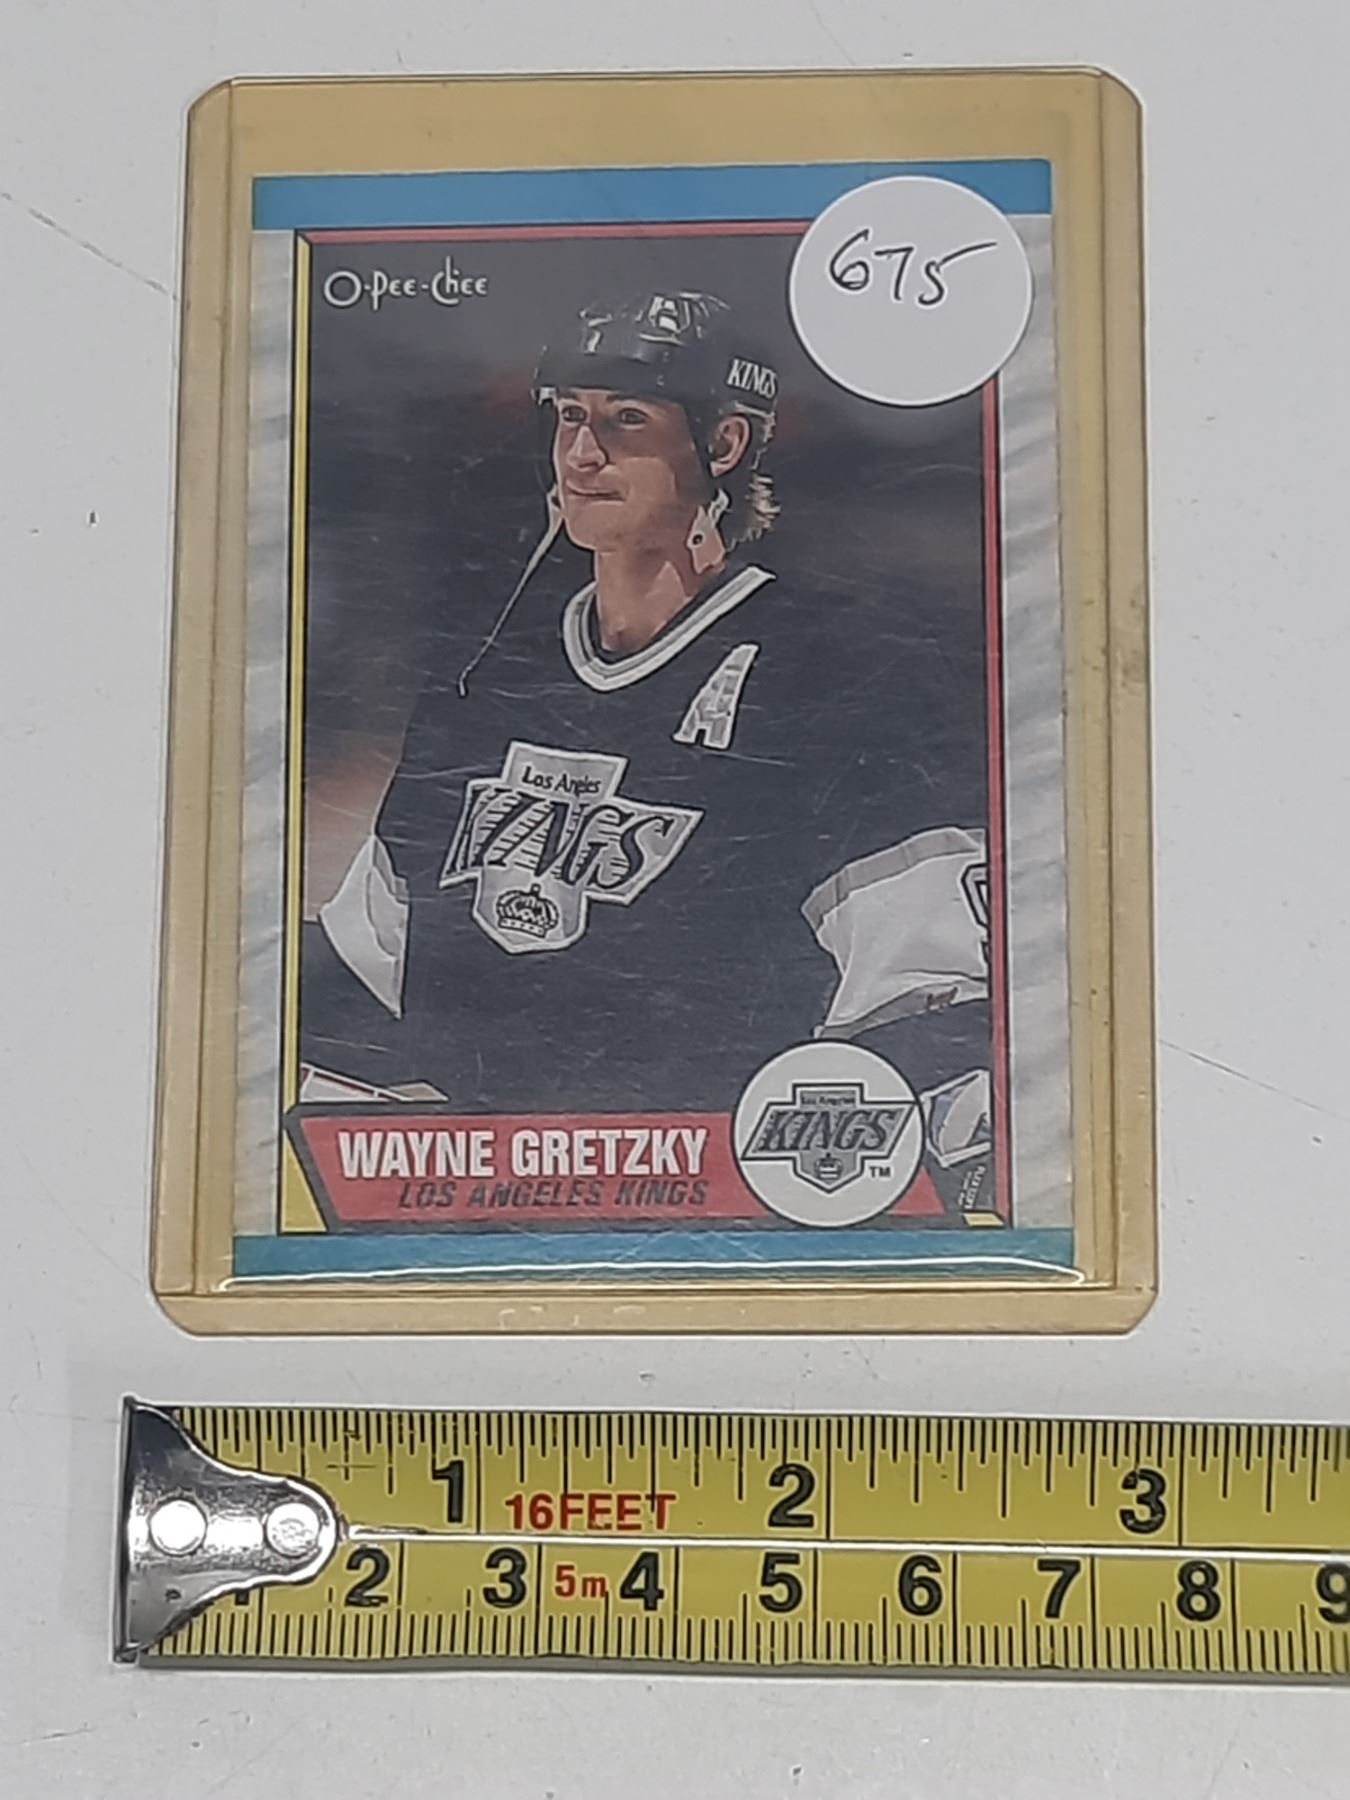 675
O-Pee-Chee
KINGS
A
Los Angeles
KINGS
Los Angeles
KINGS
TM
WAYNE GRETZKY
LOS ANGELES KINGS
1 2 3
16FEET
2 3 5m 4 5 6 7 8 9